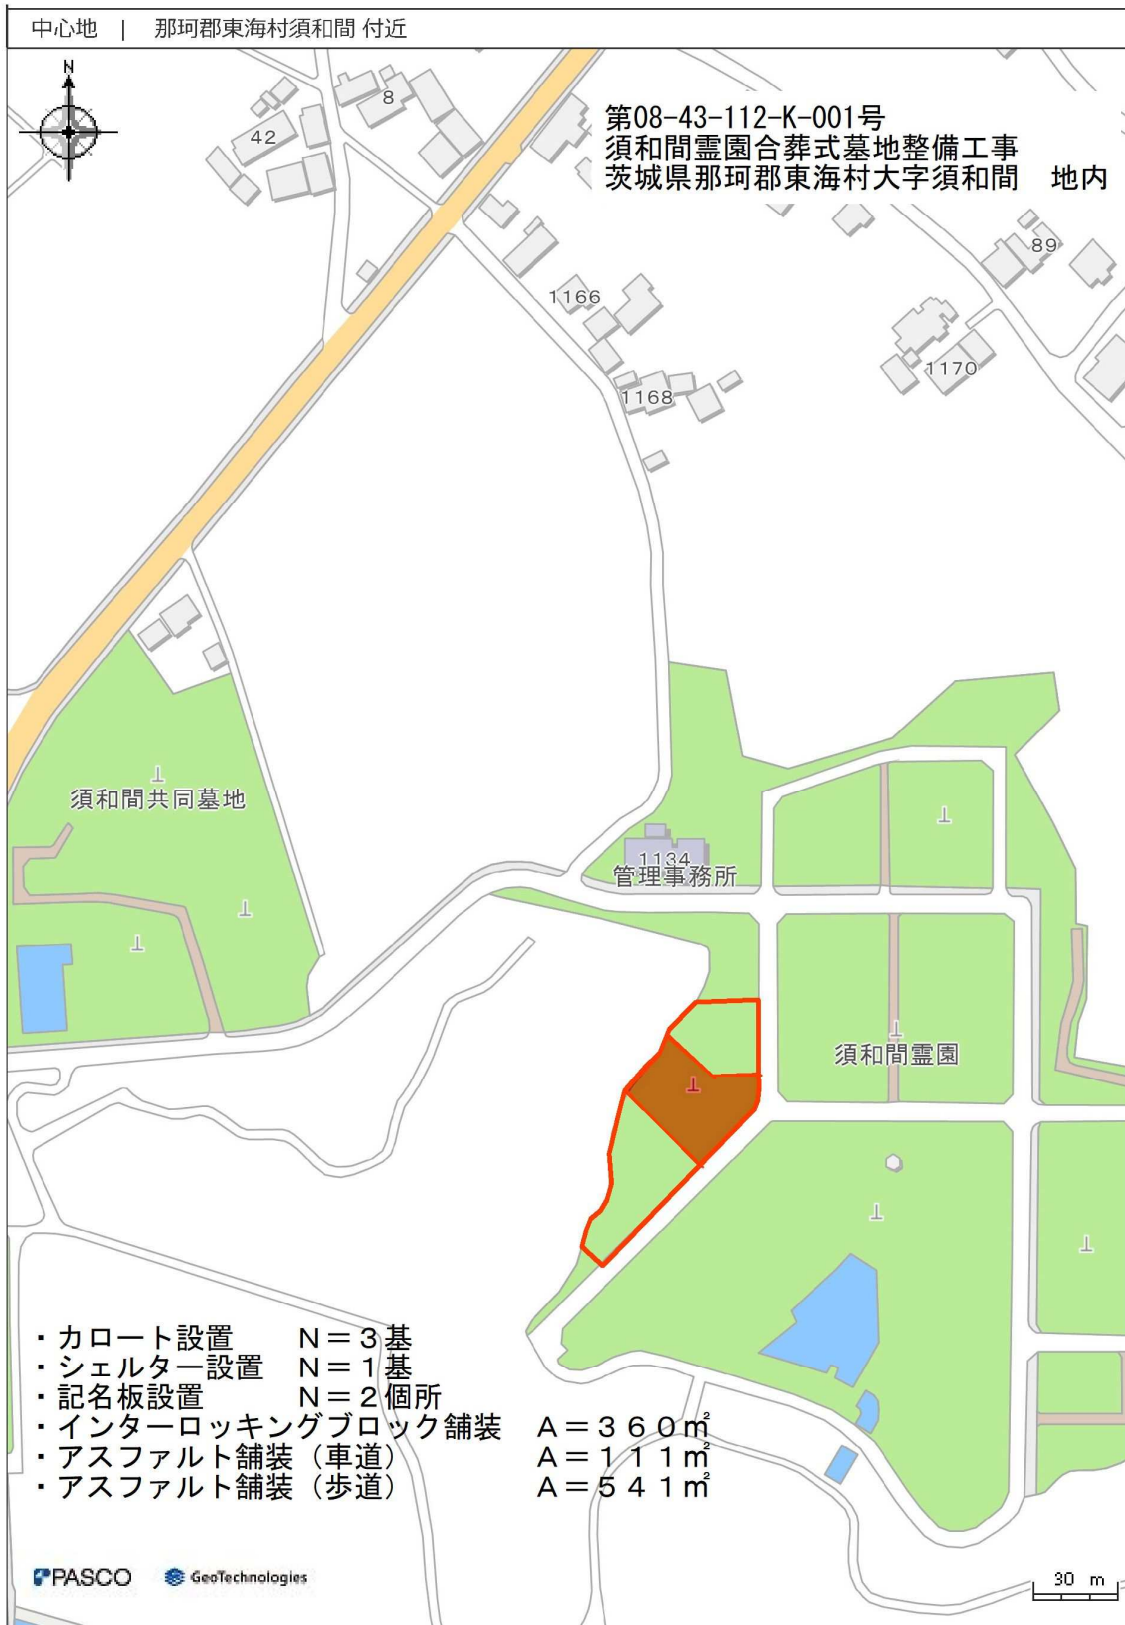 中心地 | 那珂郡東海村須和間 付近
N
第08-43-112-K-001号
須和間霊園合葬式墓地整備工事
茨城県那珂郡東海村大字須和間 地内
8
42
89
1166
1170
1168
須和間共同墓地
1134
管理事務所
須和間霊園
・カロート設置 N＝3基
・シェルター設置 N＝1基
・記名板設置 N＝2個所
・インターロッキングブロック舗装 A＝360㎡
・アスファルト舗装（車道） A＝111㎡
・アスファルト舗装（歩道） A＝541㎡
PASCO GeoTechnologies
30 m